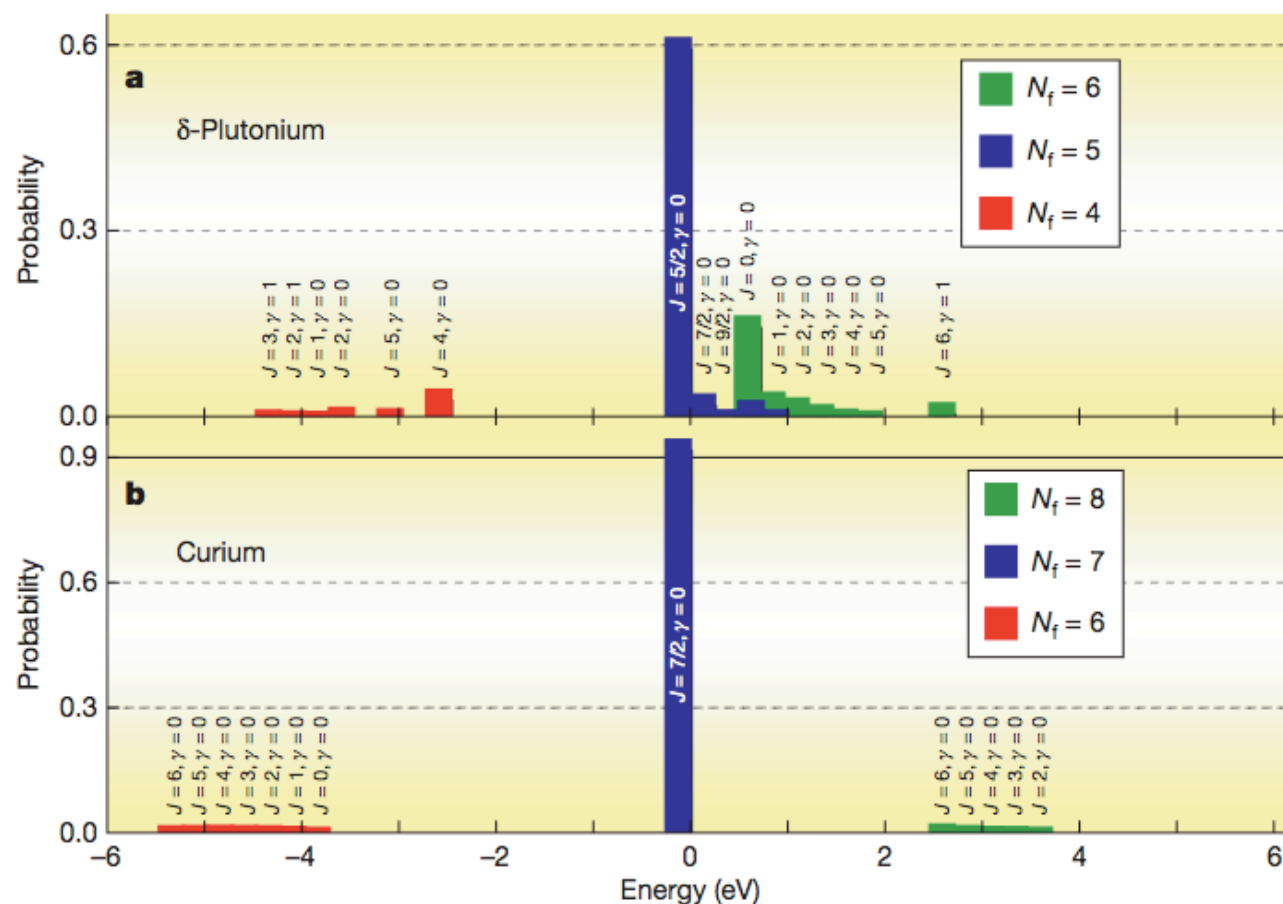 a
δ-Plutonium
Probability
0.6
0.3
0.0
N_f = 6
N_f = 5
N_f = 4
J = 3, γ = 1
J = 2, γ = 1
J = 1, γ = 0
J = 2, γ = 0
J = 5, γ = 0
J = 4, γ = 0
J = 5/2, γ = 0
J = 7/2, γ = 0
J = 9/2, γ = 0
J = 0, γ = 0
J = 1, γ = 0
J = 2, γ = 0
J = 3, γ = 0
J = 4, γ = 0
J = 5, γ = 0
J = 6, γ = 1
b
Curium
Probability
0.9
0.6
0.3
0.0
N_f = 8
N_f = 7
N_f = 6
J = 6, γ = 0
J = 5, γ = 0
J = 4, γ = 0
J = 3, γ = 0
J = 2, γ = 0
J = 1, γ = 0
J = 0, γ = 0
J = 7/2, γ = 0
J = 6, γ = 0
J = 5, γ = 0
J = 4, γ = 0
J = 3, γ = 0
J = 2, γ = 0
−6 −4 −2 0 2 4 6
Energy (eV)